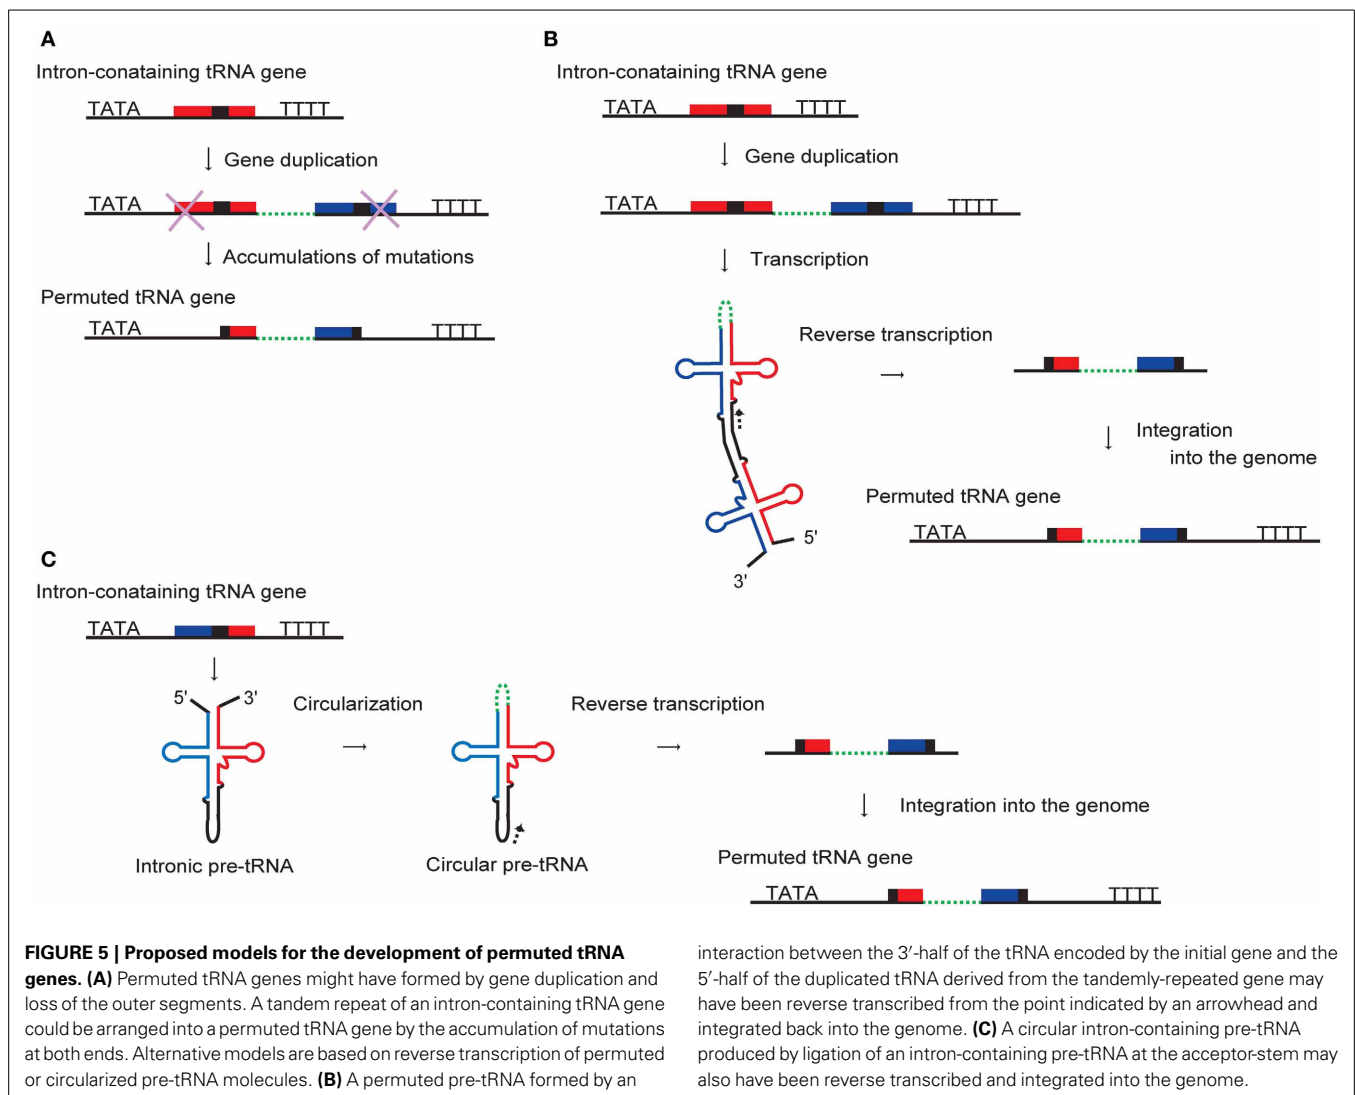 A
Intron-conataining tRNA gene
TATA TTTT
Gene duplication
TATA TTTT
Accumulations of mutations
Permuted tRNA gene
TATA TTTT
B
Intron-conataining tRNA gene
TATA TTTT
Gene duplication
TATA TTTT
Transcription
Reverse transcription
Integration
into the genome
Permuted tRNA gene
TATA TTTT
5'
3'
C
Intron-conataining tRNA gene
TATA TTTT
5' 3'
Circularization
Reverse transcription
Intronic pre-tRNA
Circular pre-tRNA
Integration into the genome
Permuted tRNA gene
TATA TTTT
FIGURE 5 | Proposed models for the development of permuted tRNA
genes. (A) Permuted tRNA genes might have formed by gene duplication and
loss of the outer segments. A tandem repeat of an intron-containing tRNA gene
could be arranged into a permuted tRNA gene by the accumulation of mutations
at both ends. Alternative models are based on reverse transcription of permuted
or circularized pre-tRNA molecules. (B) A permuted pre-tRNA formed by an
interaction between the 3′-half of the tRNA encoded by the initial gene and the
5′-half of the duplicated tRNA derived from the tandemly-repeated gene may
have been reverse transcribed from the point indicated by an arrowhead and
integrated back into the genome. (C) A circular intron-containing pre-tRNA
produced by ligation of an intron-containing pre-tRNA at the acceptor-stem may
also have been reverse transcribed and integrated into the genome.